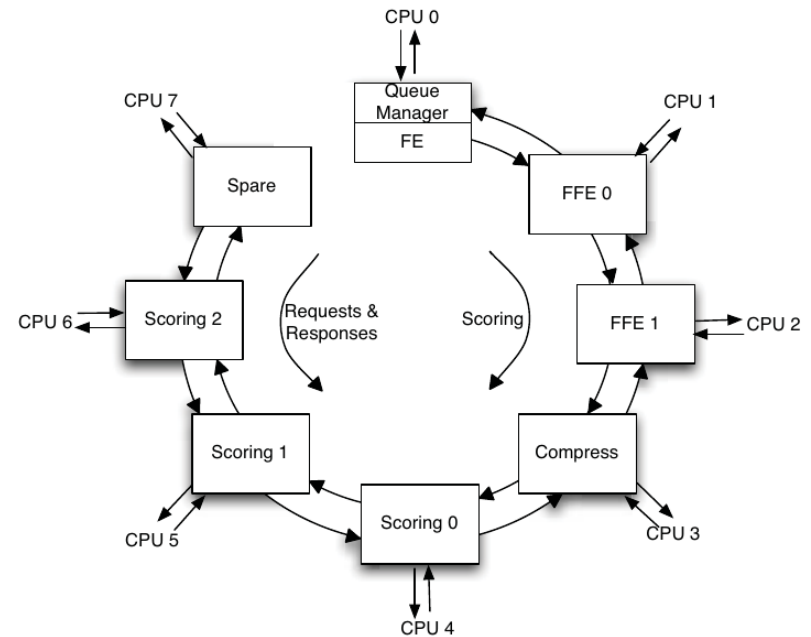 CPU 0
Queue
Manager
FE
CPU 7
CPU 1
Spare
FFE 0
Requests &
Responses
Scoring
CPU 6
Scoring 2
FFE 1
CPU 2
Scoring 1
Compress
Scoring 0
CPU 5
CPU 3
CPU 4